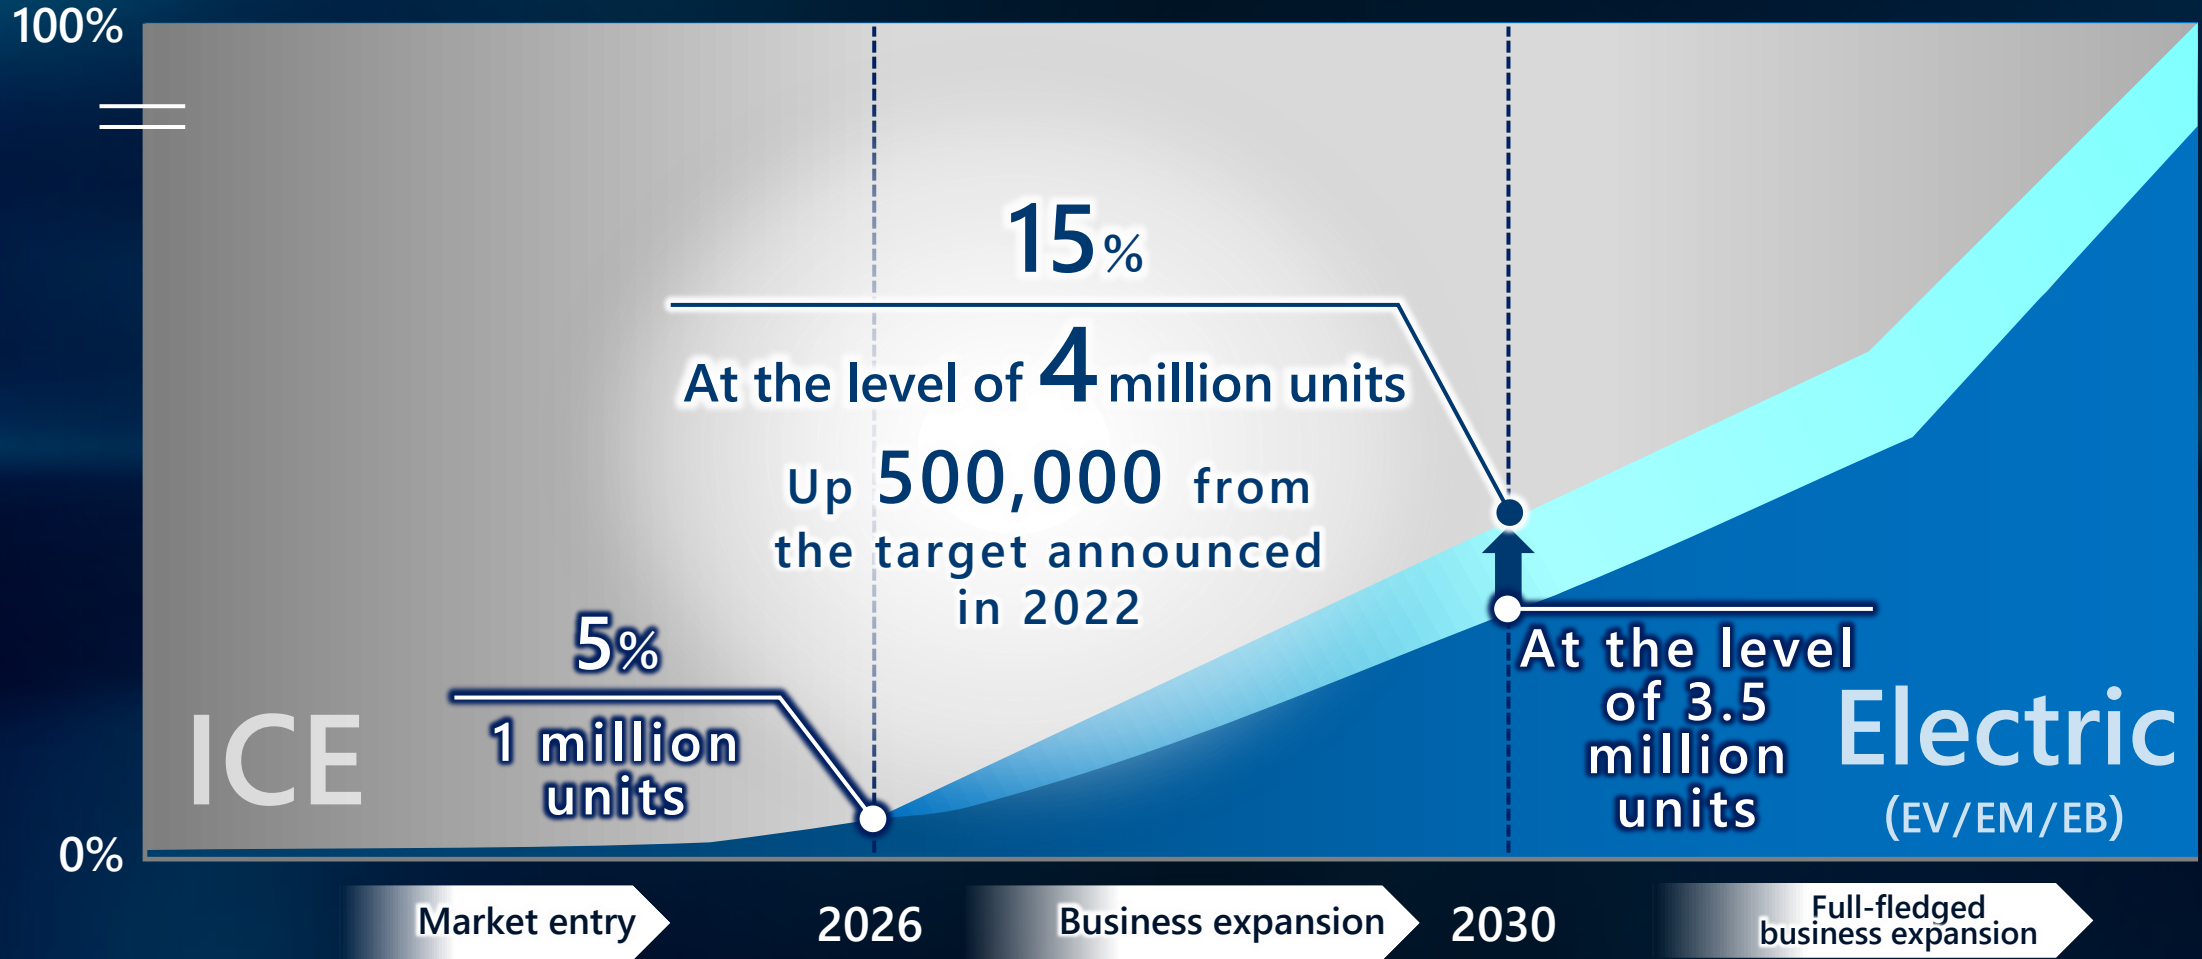 100%
15%
At the level of 4 million units
Up 500,000 from
the target announced
in 2022
5%
1 million
units
At the level
of 3.5
million
units
ICE
Electric
(EV/EM/EB)
0%
Market entry
2026
Business expansion
2030
Full-fledged
business expansion